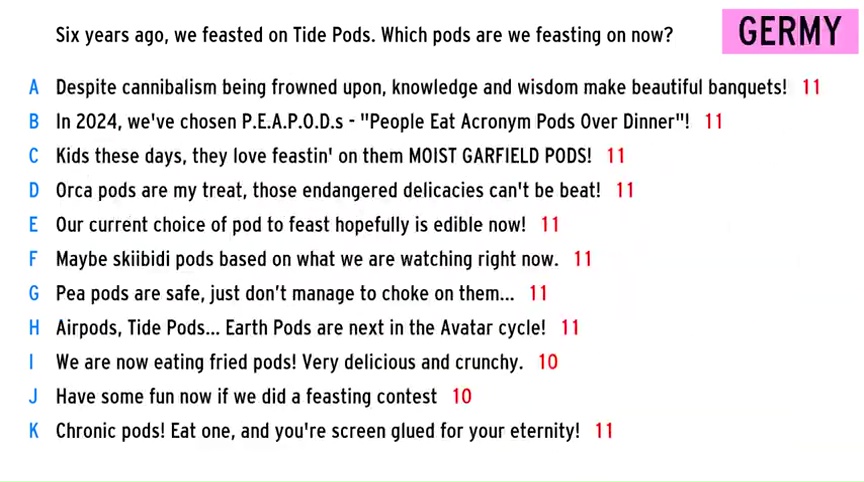 Six years ago, we feasted on Tide Pods. Which pods are we feasting on now?
GERMY
A Despite cannibalism being frowned upon, knowledge and wisdom make beautiful banquets! 11
B In 2024, we've chosen P.E.A.P.O.D.s - "People Eat Acronym Pods Over Dinner"! 11
C Kids these days, they love feastin' on them MOIST GARFIELD PODS! 11
D Orca pods are my treat, those endangered delicacies can't be beat! 11
E Our current choice of pod to feast hopefully is edible now! 11
F Maybe skiibidi pods based on what we are watching right now. 11
G Pea pods are safe, just don’t manage to choke on them... 11
H Airpods, Tide Pods... Earth Pods are next in the Avatar cycle! 11
I We are now eating fried pods! Very delicious and crunchy. 10
J Have some fun now if we did a feasting contest 10
K Chronic pods! Eat one, and you're screen glued for your eternity! 11